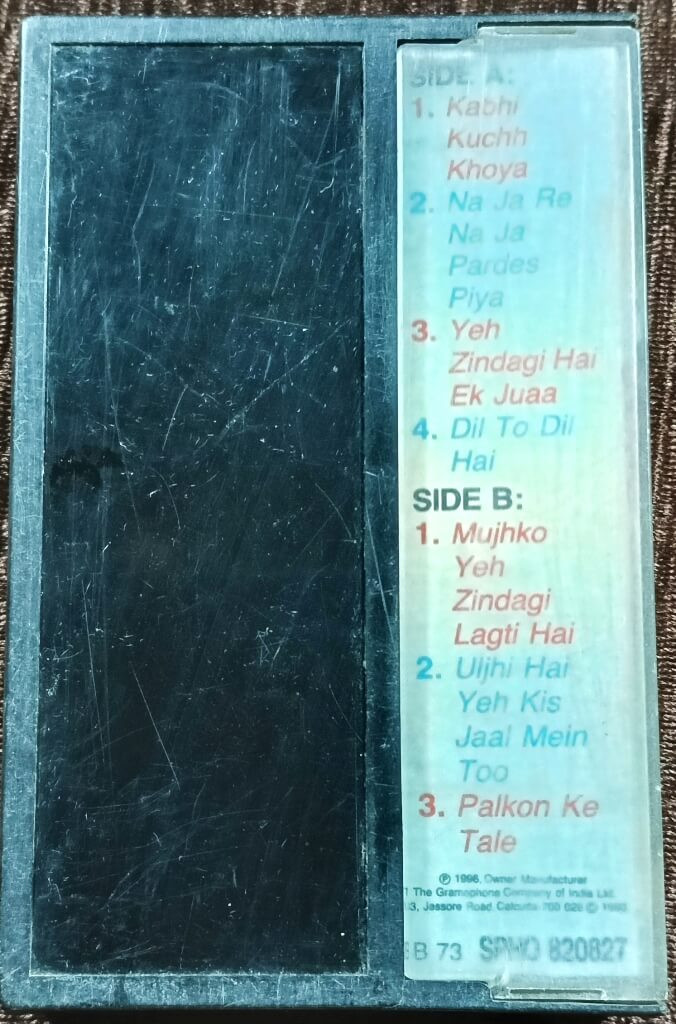 SIDE A:
1. Kabhi
Kuchh
Khoya
2. Na Ja Re
Na Ja
Pardes
Piya
3. Yeh
Zindagi Hai
Ek Juaa
4. Dil To Dil
Hai
SIDE B:
1. Mujhko
Yeh
Zindagi
Lagti Hai
2. Uljhi Hai
Yeh Kis
Jaal Mein
Too
3. Palkon Ke
Tale
℗ 1996, Owner Manufacturer
The Gramophone Company of India Ltd.
3, Jessore Road, Calcutta-700 028 ©
B 73 SPHO 820827